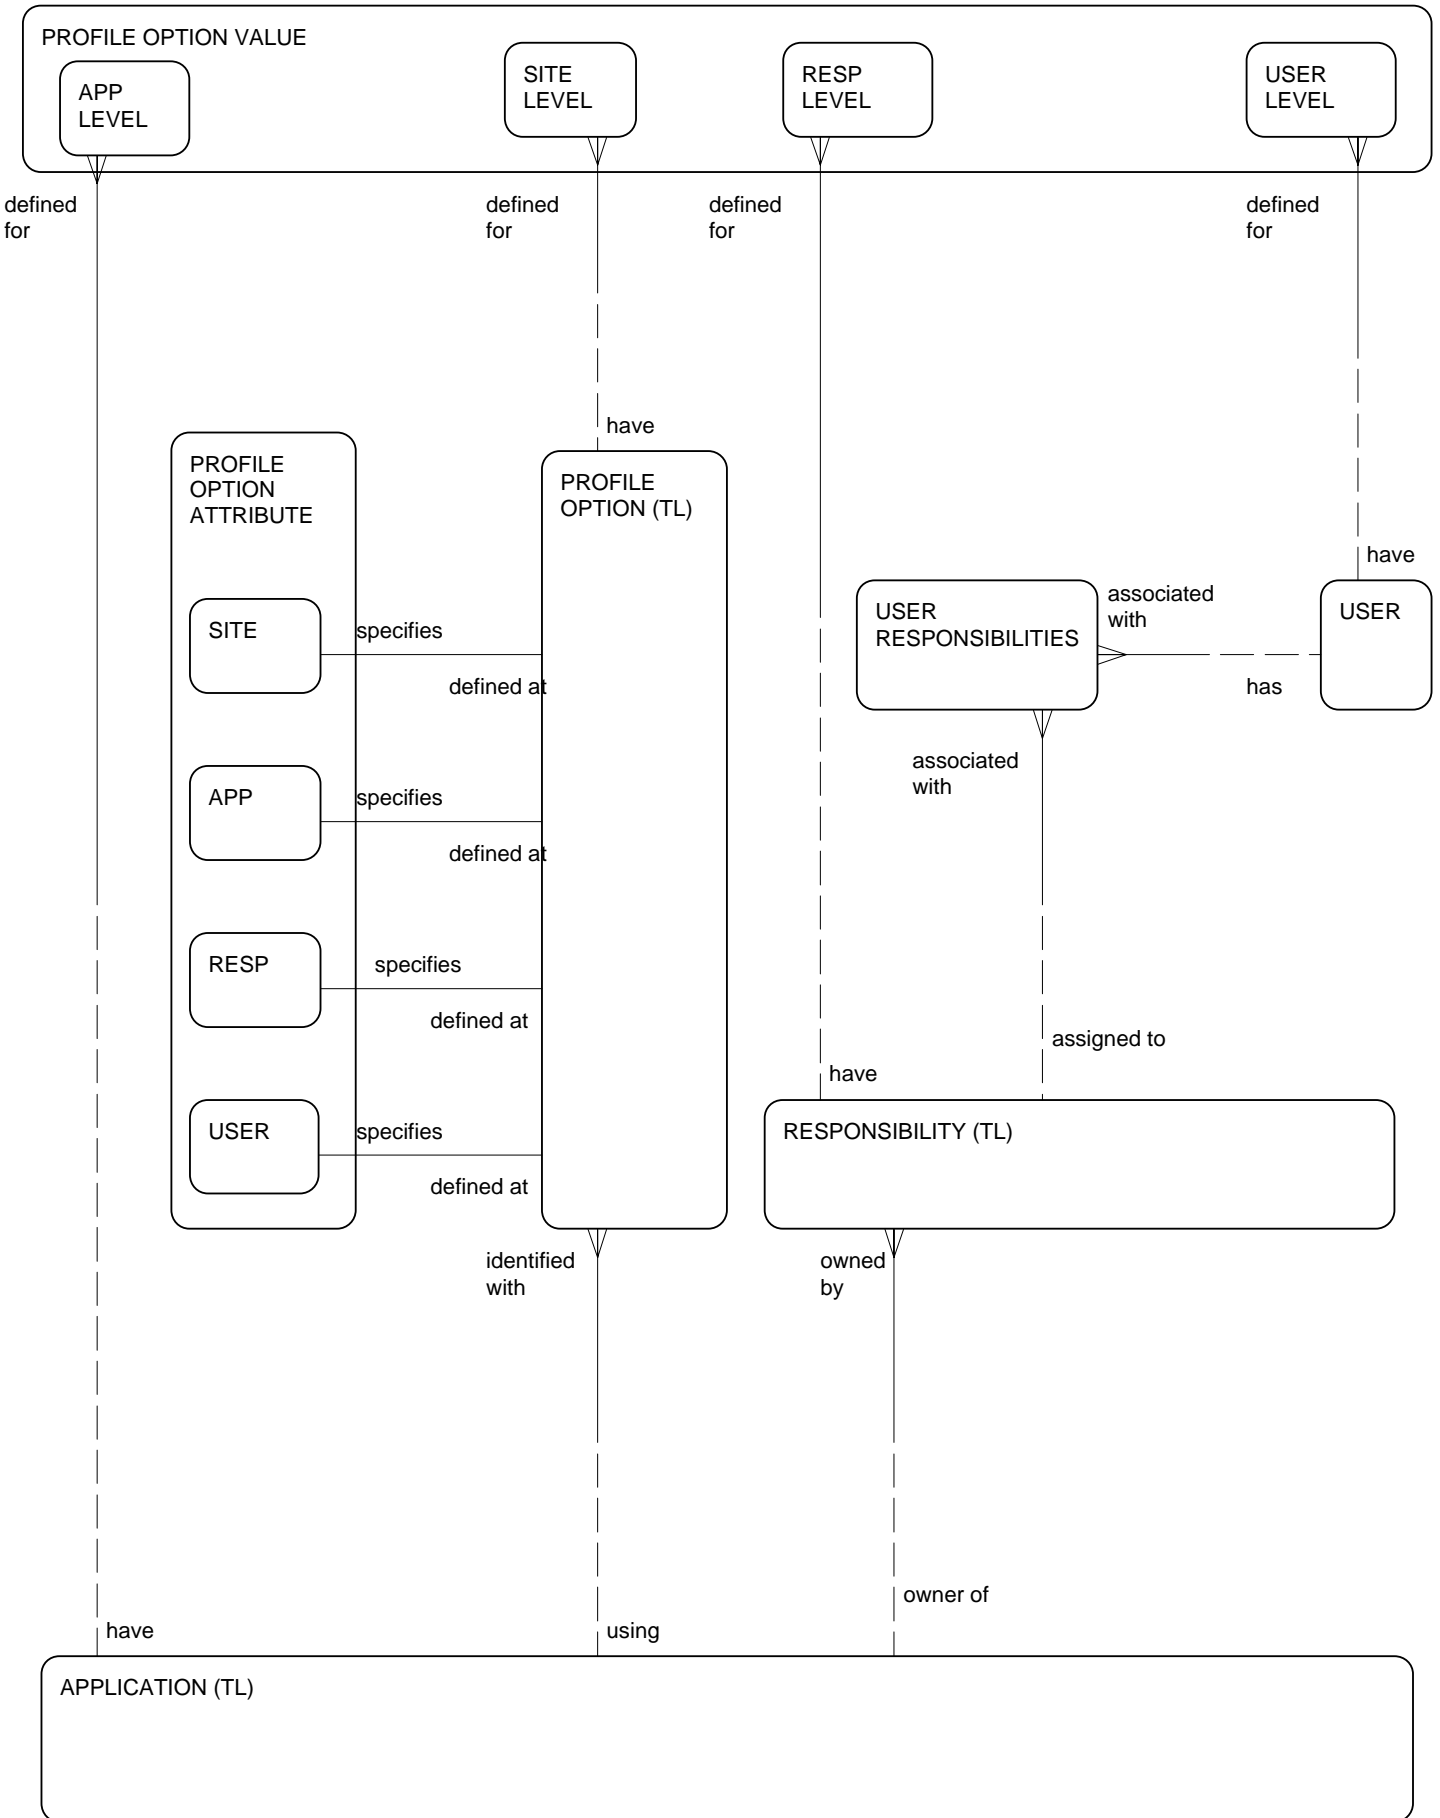 PROFILE OPTION VALUE
APP
LEVEL
SITE
LEVEL
RESP
LEVEL
USER
LEVEL
defined
for
defined
for
defined
for
defined
for
have
PROFILE
OPTION
ATTRIBUTE
PROFILE
OPTION (TL)
have
SITE
specifies
defined at
USER
RESPONSIBILITIES
associated
with
has
USER
associated
with
APP
specifies
defined at
RESP
specifies
defined at
assigned to
have
USER
specifies
defined at
RESPONSIBILITY (TL)
identified
with
owned
by
owner of
have
using
APPLICATION (TL)